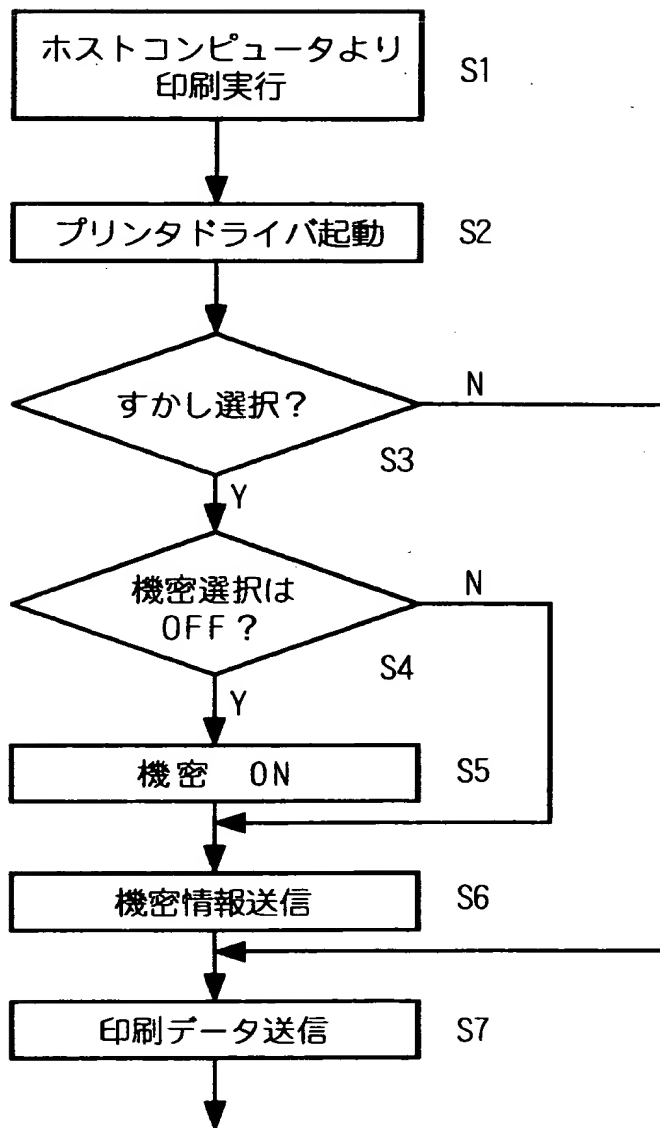 ホストコンピュータより
印刷実行
S1
プリンタドライバ起動
S2
すかし選択？
N
S3
Y
機密選択は
OFF？
N
S4
Y
機密 ON
S5
機密情報送信
S6
印刷データ送信
S7